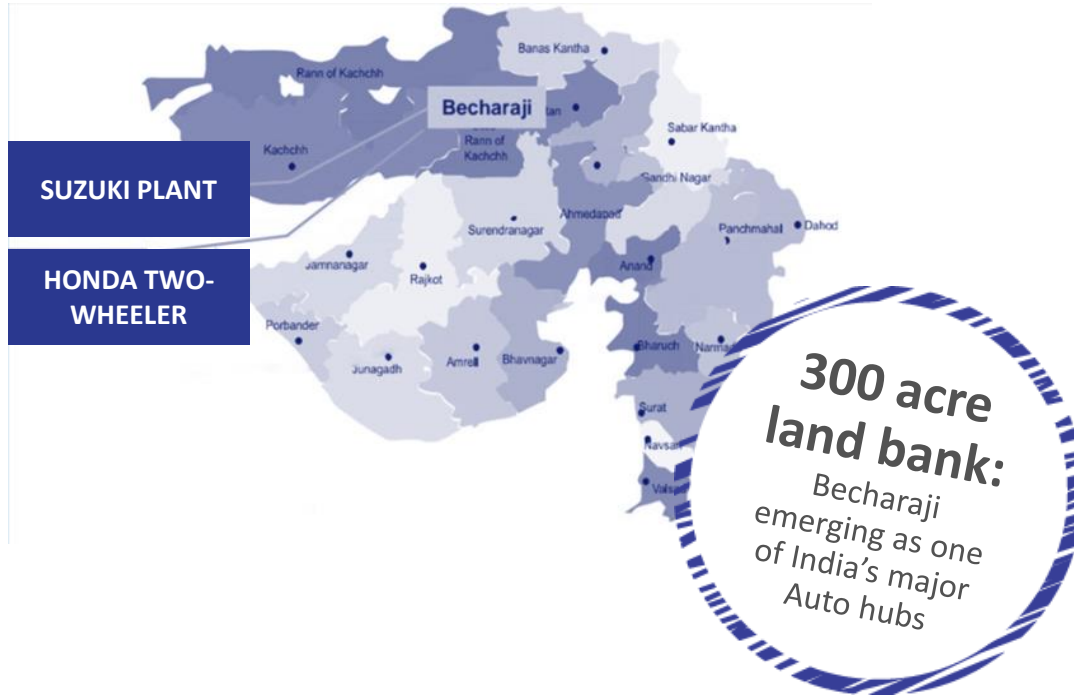 Banas Kantha
Rann of Kachchh
Becharaji
Sabar Kantha
Rann of
Kachchh
Kachchh
SUZUKI PLANT
Gandhi Nagar
Ahmedabad
Surendranagar
Panchmahal
Dahod
Jamnanagar
Rajkot
Anand
HONDA TWO-
WHEELER
Porbander
Junagadh
Amreli
Bhavnagar
Bharuch
Surat
300 acre
land bank:
Becharaji
emerging as one
of India’s major
Auto hubs